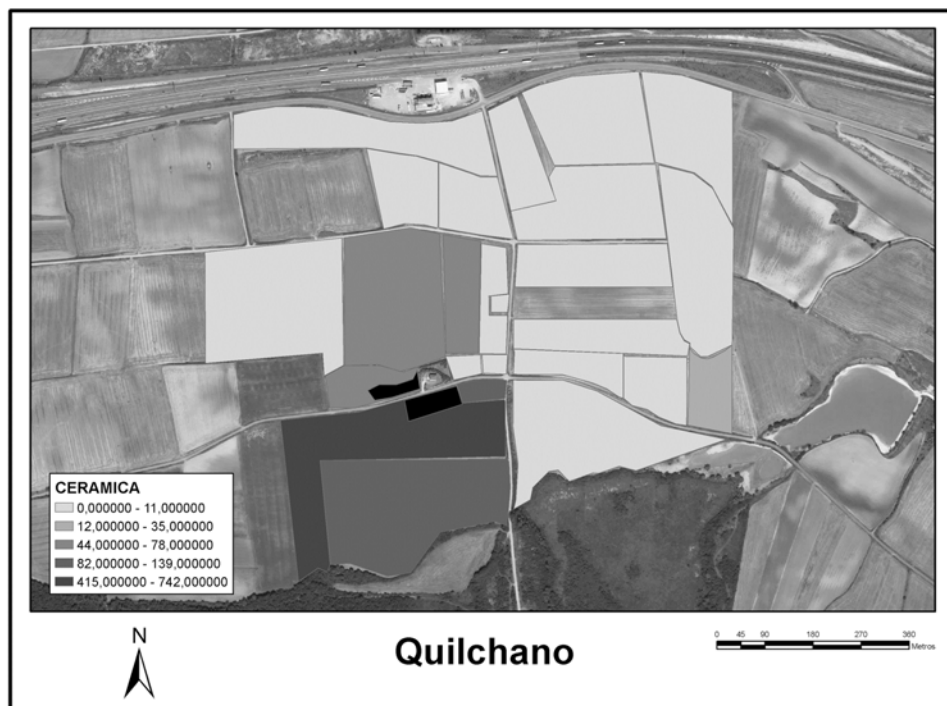 CERAMICA
0,000000 - 11,000000
12,000000 - 35,000000
44,000000 - 78,000000
82,000000 - 139,000000
415,000000 - 742,000000
N
Quilchano
0 45 90 180 270 360
Metros